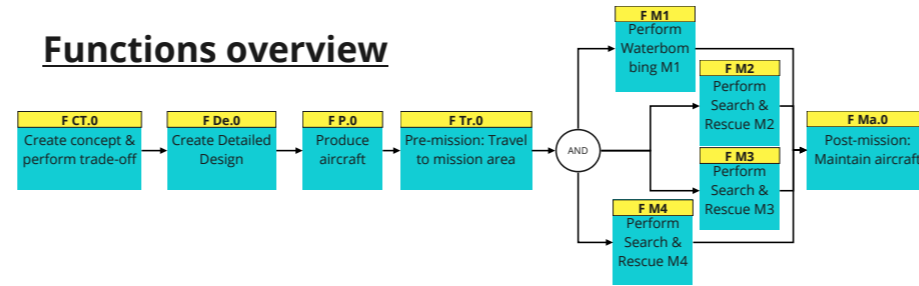 Functions overview
F CT.0
Create concept &
perform trade-off
F De.0
Create Detailed
Design
F P.0
Produce
aircraft
F Tr.0
Pre-mission: Travel
to mission area
AND
F M1
Perform
Waterbom
bing M1
F M2
Perform
Search &
Rescue M2
F M3
Perform
Search &
Rescue M3
F M4
Perform
Search &
Rescue M4
F Ma.0
Post-mission:
Maintain aircraft